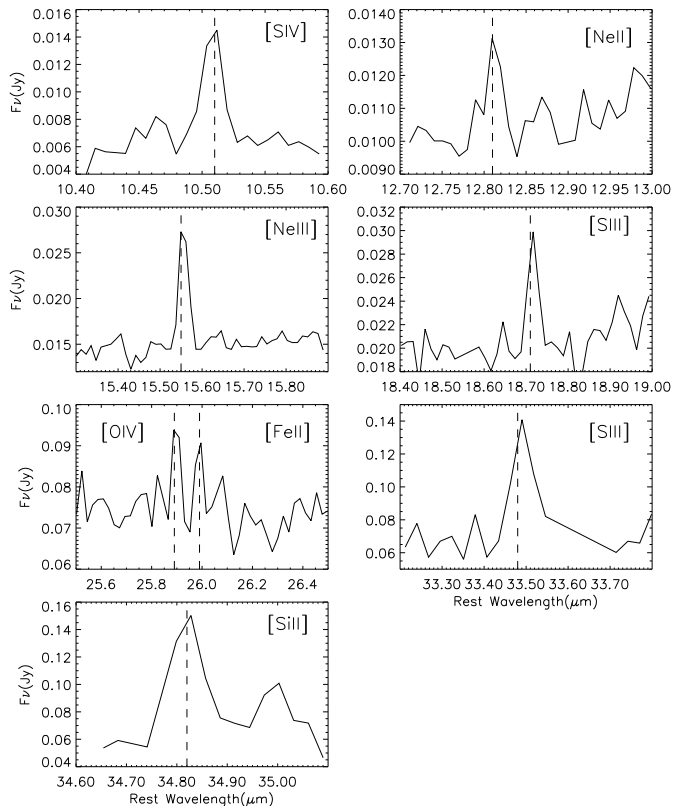 [SIV]
0.016
0.014
0.012
0.010
0.008
0.006
0.004
Fν(Jy)
10.40 10.45 10.50 10.55 10.60
[NeII]
0.0140
0.0130
0.0120
0.0110
0.0100
0.0090
12.70 12.75 12.80 12.85 12.90 12.95 13.00
[NeIII]
0.030
0.025
0.020
0.015
Fν(Jy)
15.40 15.50 15.60 15.70 15.80
[SIII]
0.032
0.030
0.028
0.026
0.024
0.022
0.020
0.018
18.40 18.50 18.60 18.70 18.80 18.90 19.00
[OIV] [FeII]
0.10
0.09
0.08
0.07
0.06
Fν(Jy)
25.6 25.8 26.0 26.2 26.4
[SIII]
0.14
0.12
0.10
0.08
0.06
33.30 33.40 33.50 33.60 33.70
Rest Wavelength(μm)
[SiII]
0.16
0.14
0.12
0.10
0.08
0.06
0.04
Fν(Jy)
34.60 34.70 34.80 34.90 35.00
Rest Wavelength(μm)